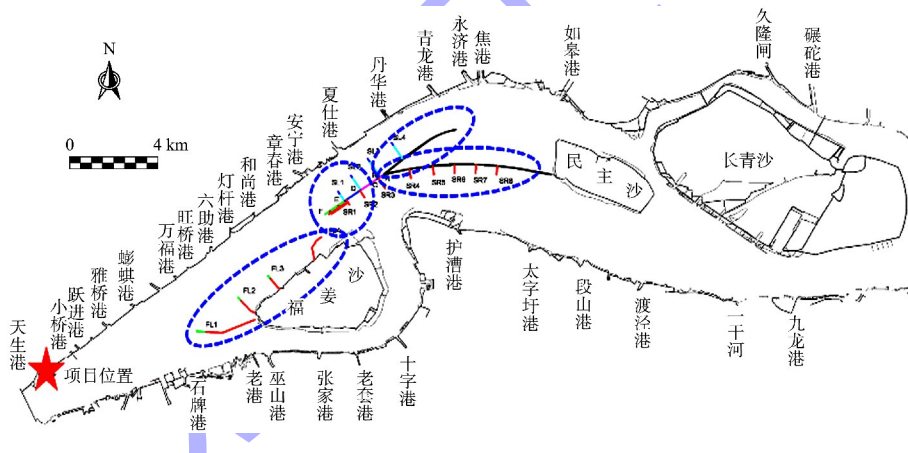 N
0
4 km
天生港
小桥港
跃进港
雅桥港
蟛蜞港
万福港
旺桥港
六助港
灯杆港
和尚港
章春港
安宁港
夏仕港
丹华港
青龙港
永济港
焦港
如皋港
久隆闸
碾砣港
项目位置
石牌港
老港
巫山港
张家港
老套港
十字港
护漕港
太字圩港
段山港
渡泾港
一干河
九龙港
福姜沙
民主沙
长青沙
FL1
FL2
FL3
SL1
SL4
SR1
SR2
SR3
SR4
SR5
SR6
SR7
SR8